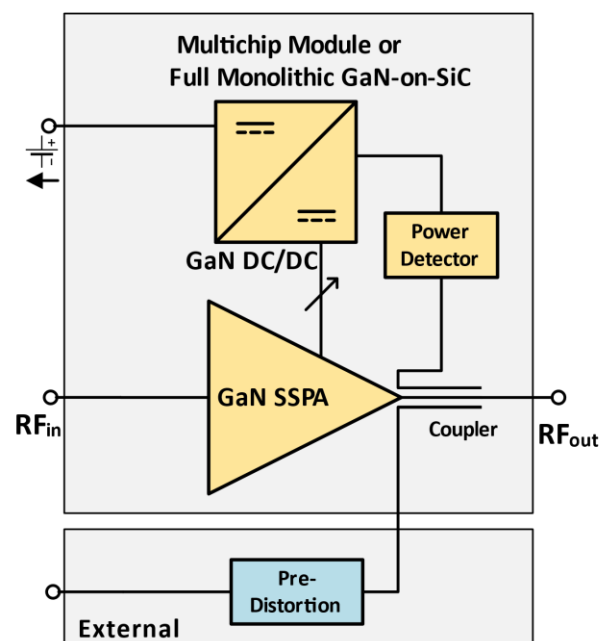 Multichip Module or
Full Monolithic GaN-on-SiC
+
-
GaN DC/DC
Power
Detector
GaN SSPA
RFin
Coupler
RFout
Pre-
Distortion
External